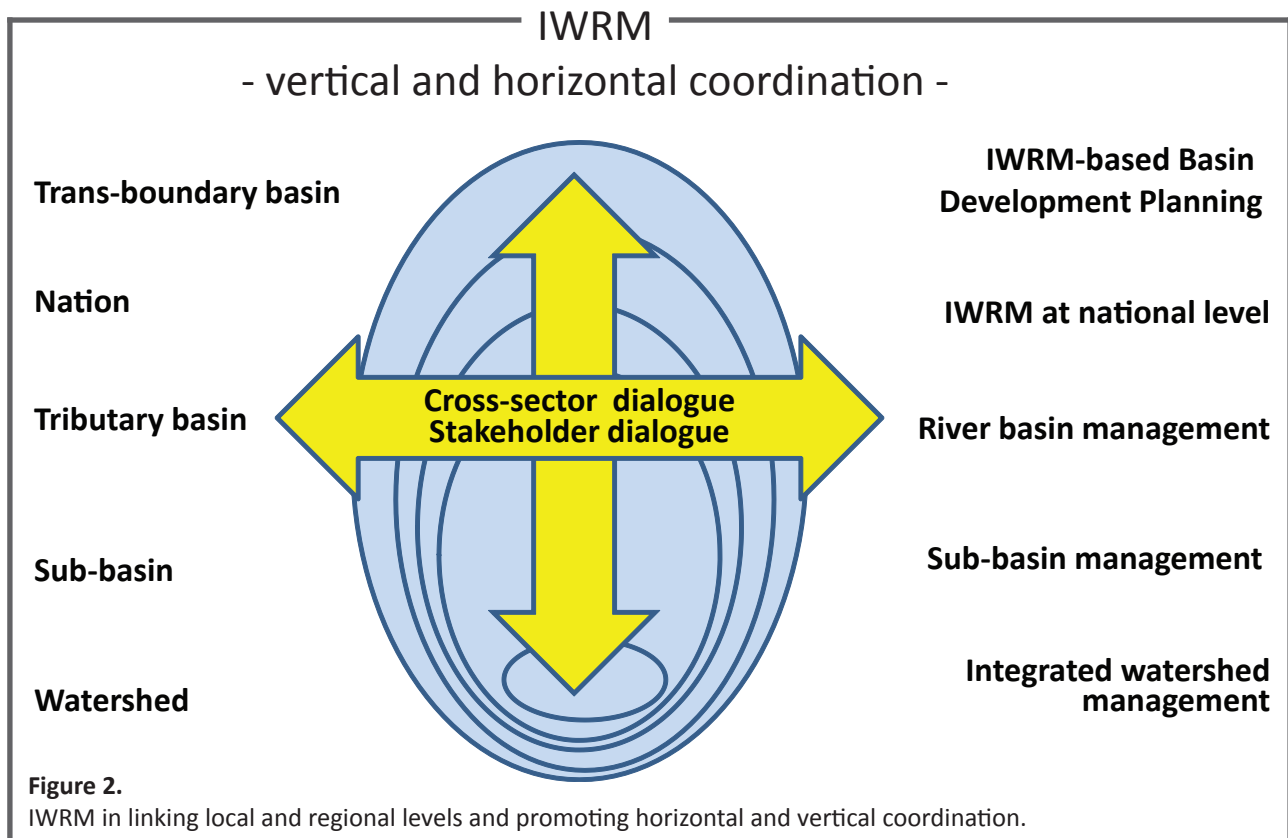 IWRM
- vertical and horizontal coordination -
Trans-boundary basin
IWRM-based Basin
Development Planning
Nation
IWRM at national level
Cross-sector dialogue
Stakeholder dialogue
Tributary basin
River basin management
Sub-basin
Sub-basin management
Watershed
Integrated watershed
management
Figure 2.
IWRM in linking local and regional levels and promoting horizontal and vertical coordination.